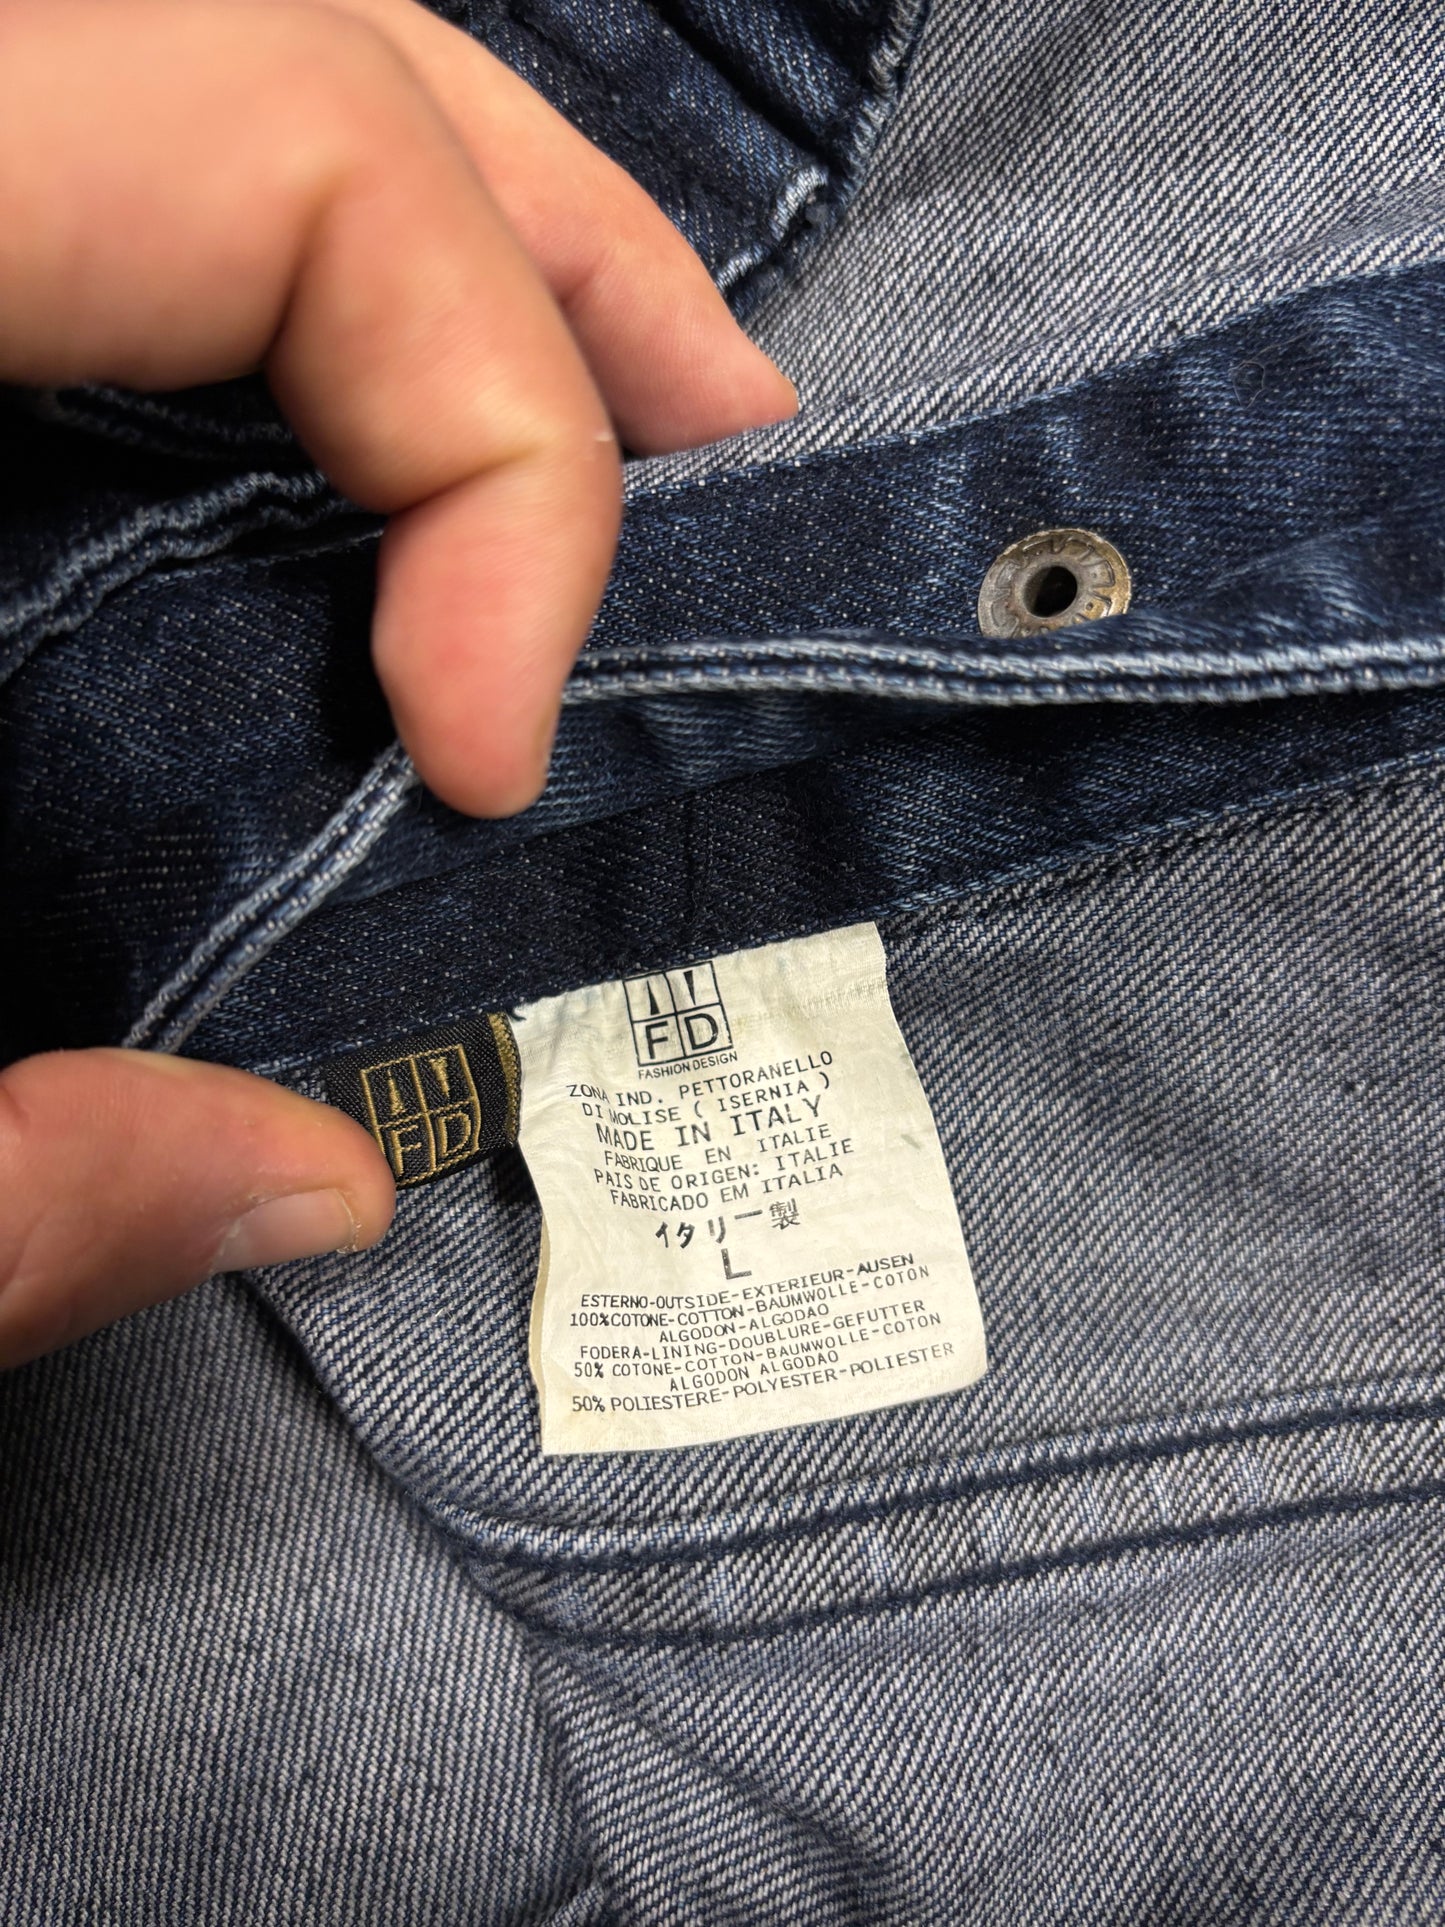 FD
FD
FASHION DESIGN
ZONA IND. PETTORANELLO
DI MOLISE ( ISERNIA )
MADE IN ITALY
FABRIQUE EN ITALIE
PAIS DE ORIGEN: ITALIE
FABRICADO EM ITALIA
イタリー製
L
ESTERNO-OUTSIDE-EXTERIEUR-AUSEN
100%COTONE-COTTON-BAUMWOLLE-COTON
ALGODON-ALGODAO
FODERA-LINING-DOUBLURE-GEFUTTER
50% COTONE-COTTON-BAUMWOLLE-COTON
ALGODON ALGODAO
50% POLIESTERE-POLYESTER-POLIESTER